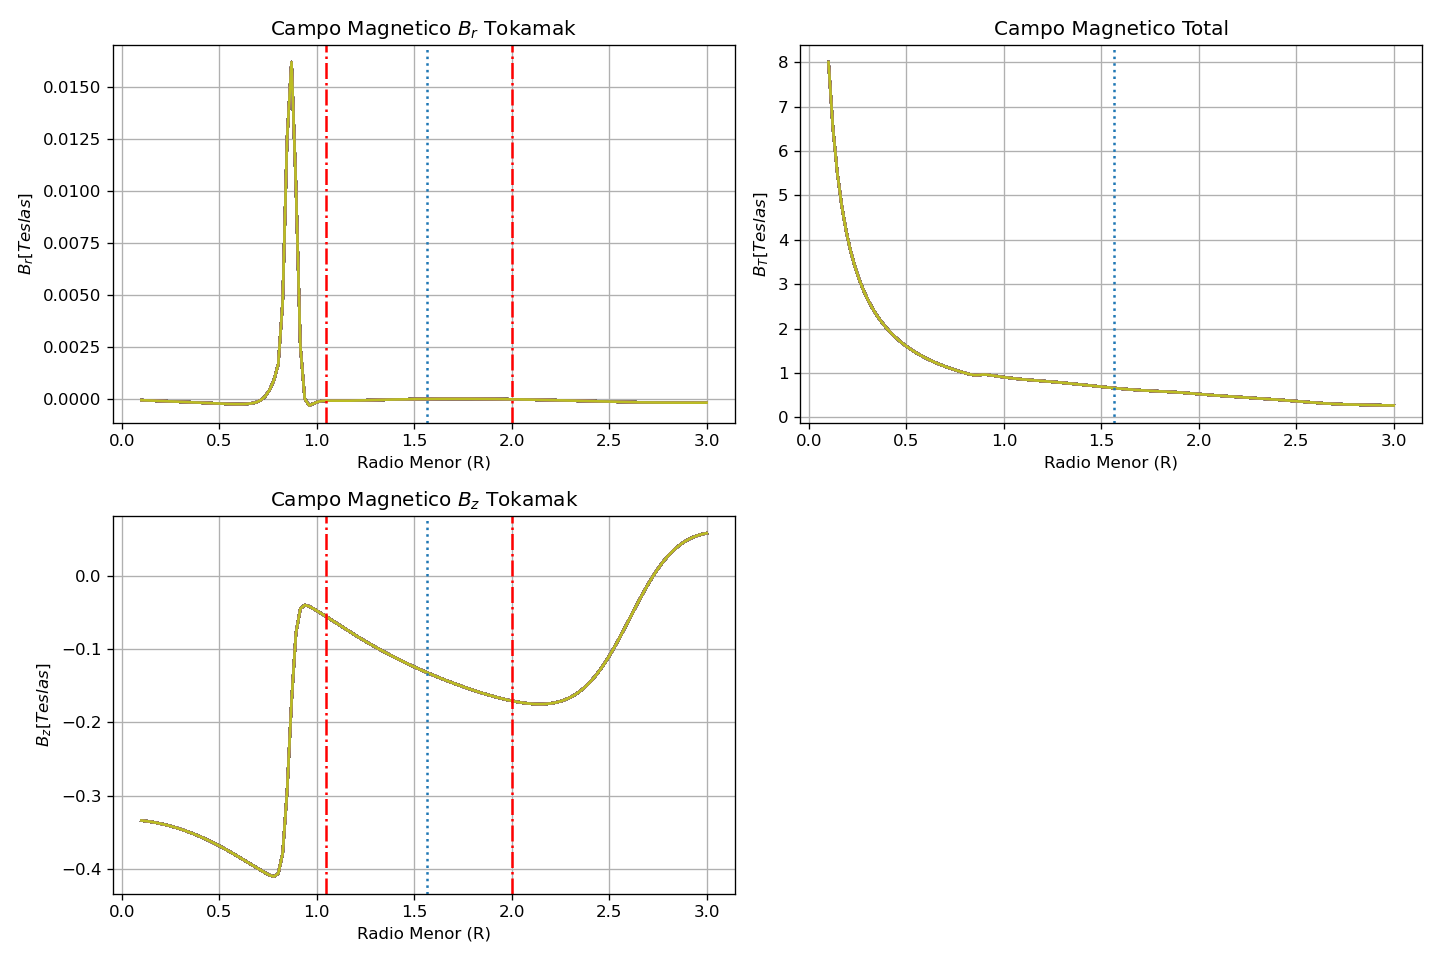 Campo Magnetico B_r Tokamak
0.0150
0.0125
0.0100
0.0075
0.0050
0.0025
0.0000
B_r[Teslas]
0.0 0.5 1.0 1.5 2.0 2.5 3.0
Radio Menor (R)
Campo Magnetico Total
8
7
6
5
4
3
2
1
0
B_T[Teslas]
0.0 0.5 1.0 1.5 2.0 2.5 3.0
Radio Menor (R)
Campo Magnetico B_z Tokamak
0.0
−0.1
−0.2
−0.3
−0.4
B_z[Teslas]
0.0 0.5 1.0 1.5 2.0 2.5 3.0
Radio Menor (R)